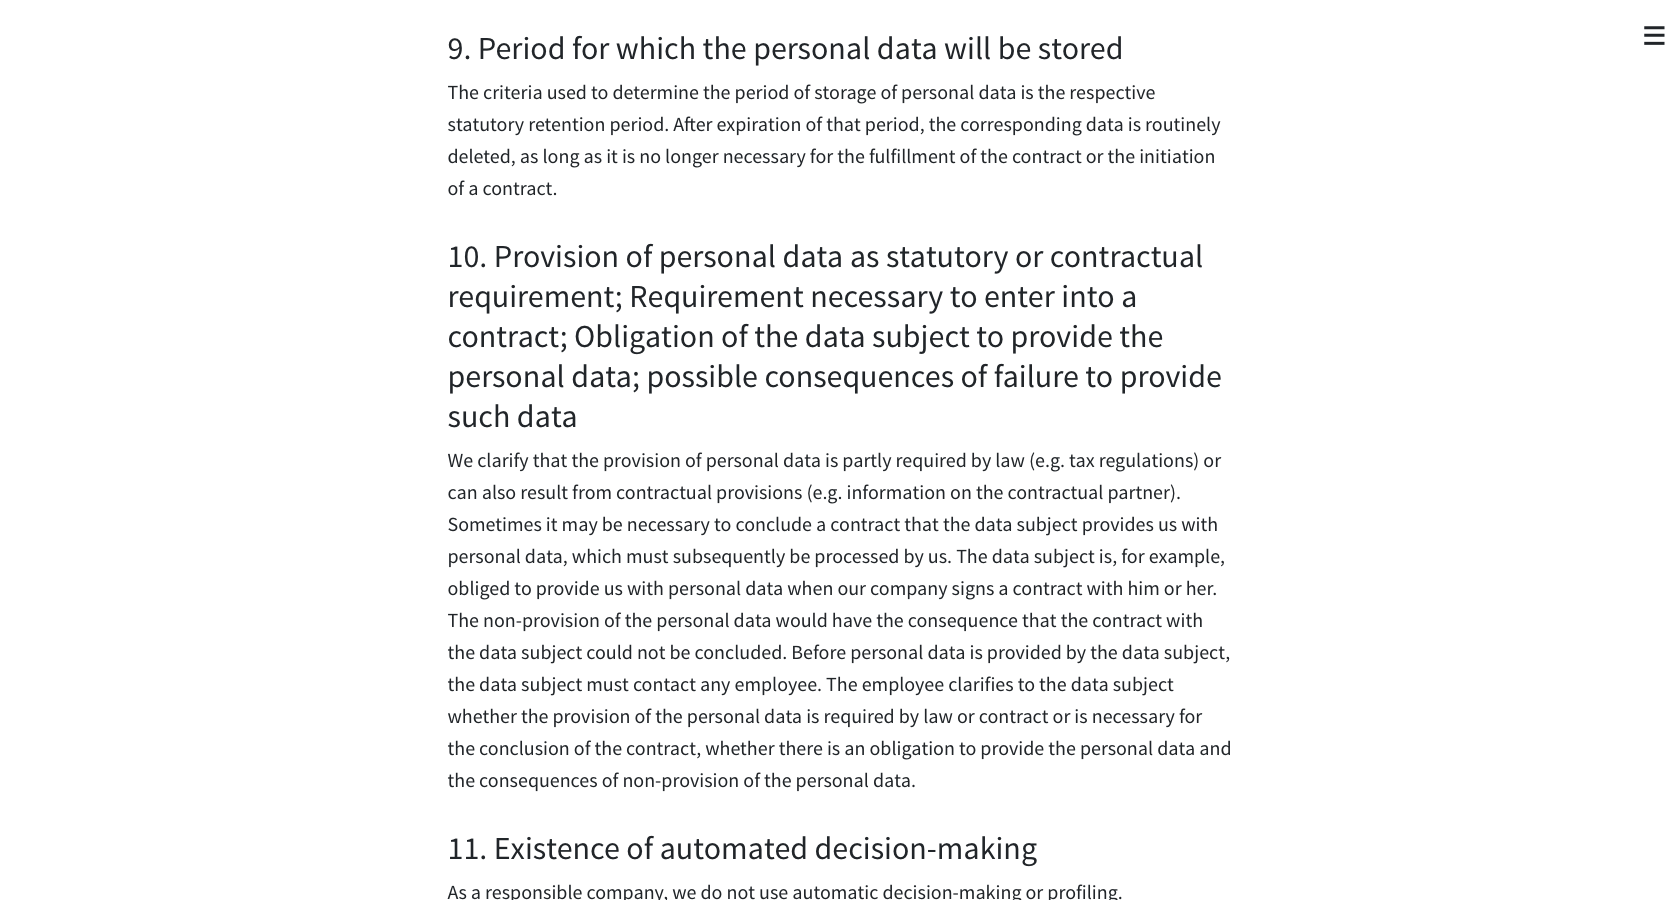 9. Period for which the personal data will be stored
The criteria used to determine the period of storage of personal data is the respective
statutory retention period. After expiration of that period, the corresponding data is routinely
deleted, as long as it is no longer necessary for the fulfillment of the contract or the initiation
of a contract.
10. Provision of personal data as statutory or contractual
requirement; Requirement necessary to enter into a
contract; Obligation of the data subject to provide the
personal data; possible consequences of failure to provide
such data
We clarify that the provision of personal data is partly required by law (e.g. tax regulations) or
can also result from contractual provisions (e.g. information on the contractual partner).
Sometimes it may be necessary to conclude a contract that the data subject provides us with
personal data, which must subsequently be processed by us. The data subject is, for example,
obliged to provide us with personal data when our company signs a contract with him or her.
The non-provision of the personal data would have the consequence that the contract with
the data subject could not be concluded. Before personal data is provided by the data subject,
the data subject must contact any employee. The employee clarifies to the data subject
whether the provision of the personal data is required by law or contract or is necessary for
the conclusion of the contract, whether there is an obligation to provide the personal data and
the consequences of non-provision of the personal data.
11. Existence of automated decision-making
As a responsible company, we do not use automatic decision-making or profiling.